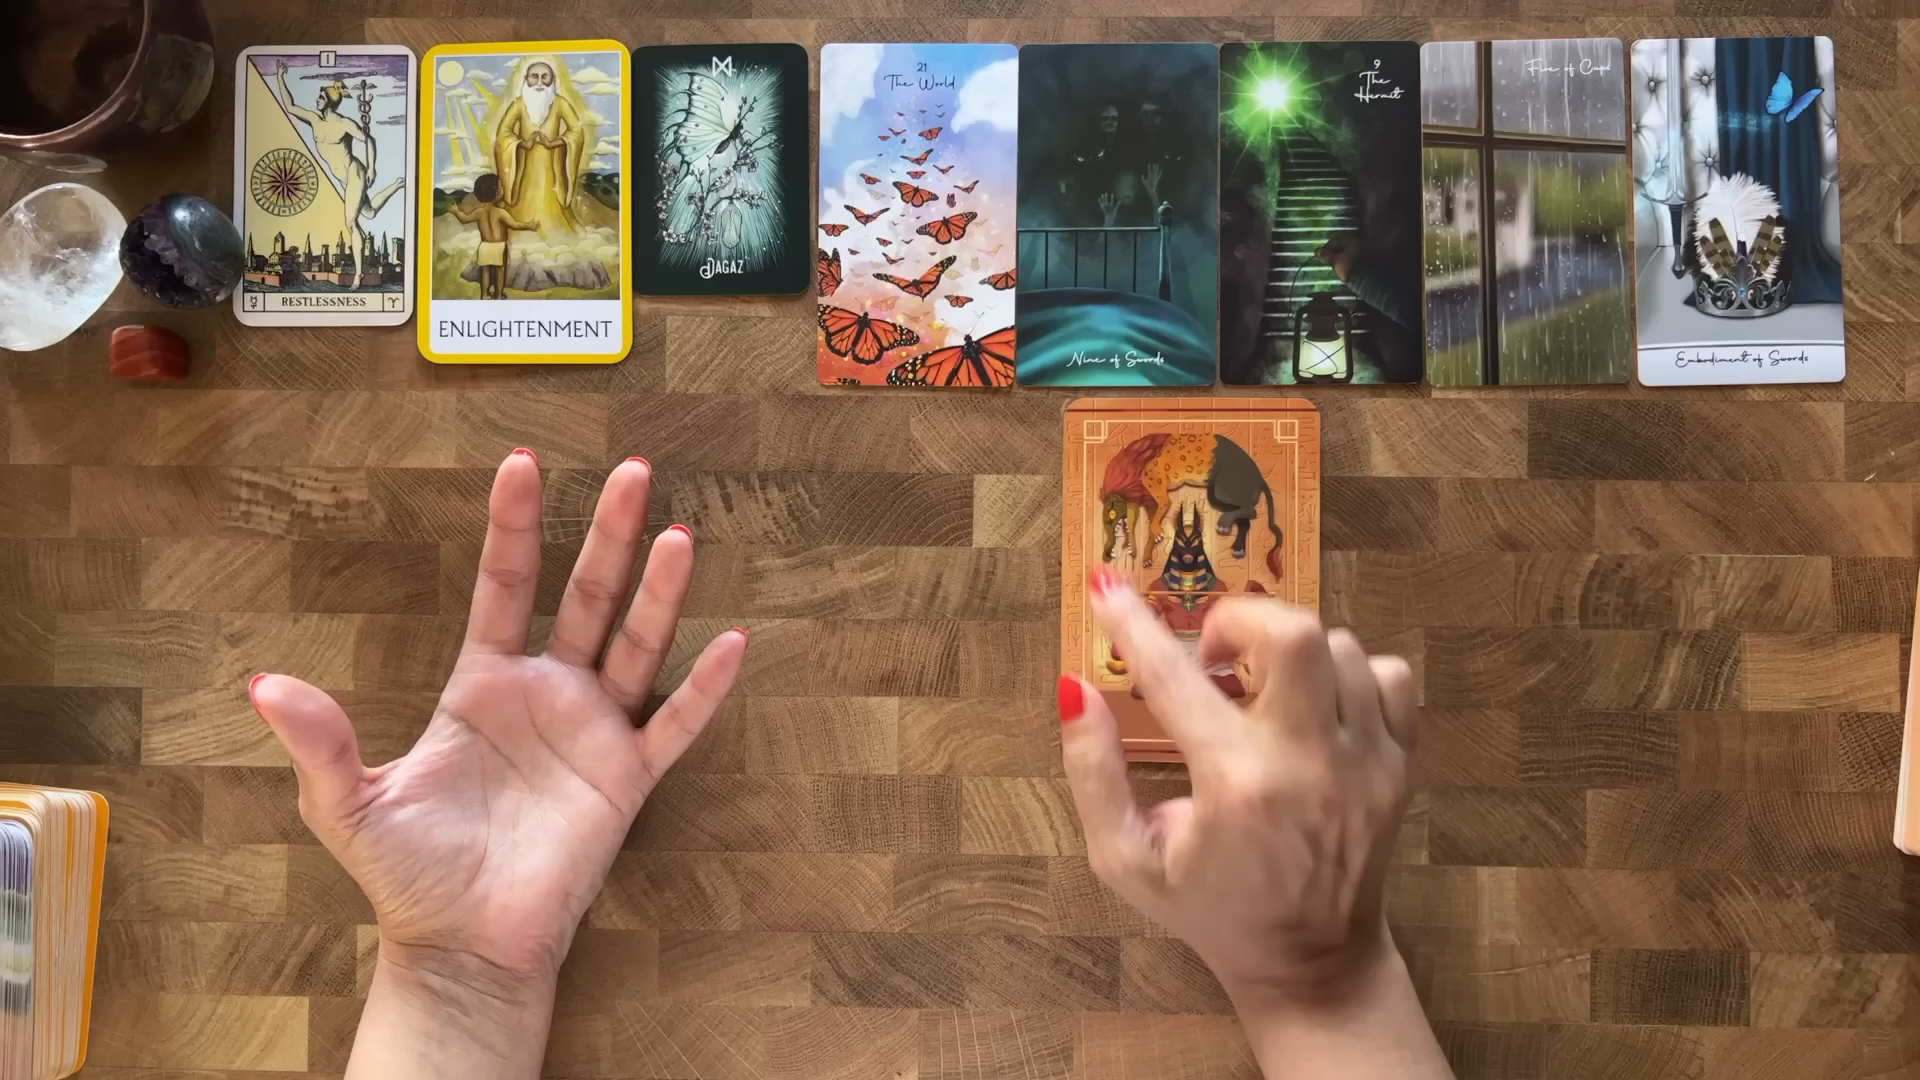 I
RESTLESSNESS
ENLIGHTENMENT
DAGAZ
21
The World
Nine of Swords
9
The
Hermit
Five of Cups
Embodiment of Swords